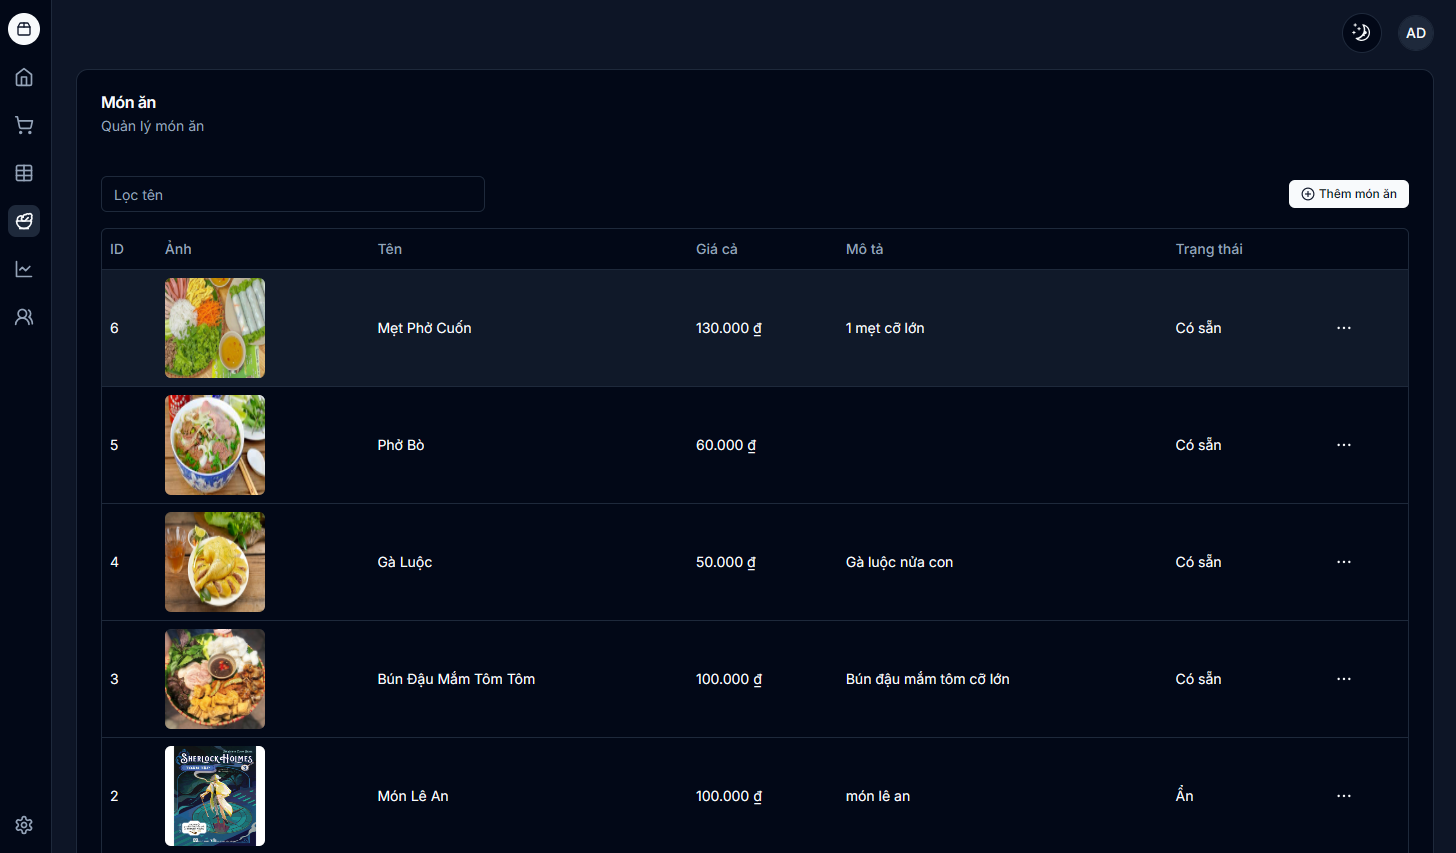 AD
Món ăn
Quản lý món ăn
Lọc tên
Thêm món ăn
ID Ảnh Tên Giá cả Mô tả Trạng thái
6 Mẹt Phở Cuốn 130.000 ₫ 1 mẹt cỡ lớn Có sẵn
5 Phở Bò 60.000 ₫ Có sẵn
4 Gà Luộc 50.000 ₫ Gà luộc nửa con Có sẵn
3 Bún Đậu Mắm Tôm Tôm 100.000 ₫ Bún đậu mắm tôm cỡ lớn Có sẵn
SHERLOCK HOLMES
2 Món Lê An 100.000 ₫ món lê an Ẩn